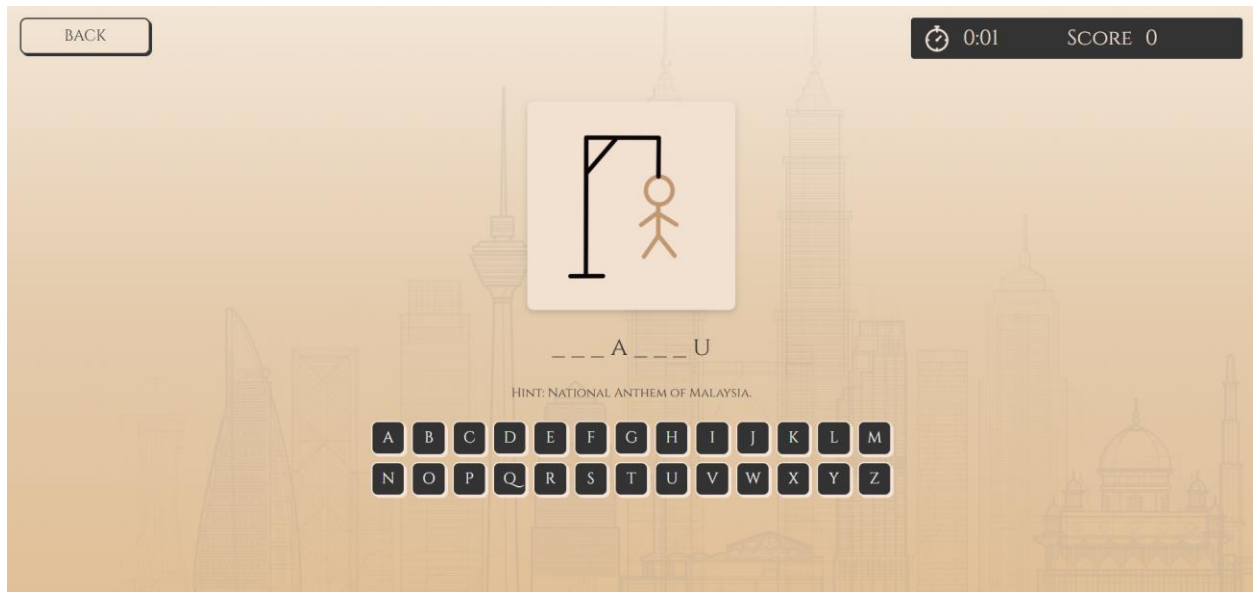 BACK
0:01 SCORE 0
_ _ _ A _ _ _ U
HINT: NATIONAL ANTHEM OF MALAYSIA.
A B C D E F G H I J K L M
N O P Q R S T U V W X Y Z